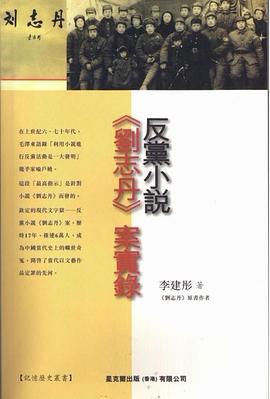 刘志丹
反黨小説
《劉志丹》案實錄
在上世紀六、七十年代，
毛澤東語錄「利用小說進
行反黨活動是一大發明」
幾乎家喻戶曉。
這段「最高指示」是針對
小說《劉志丹》而發的。
欽定的現代文字獄──反
黨小說《劉志丹》案，歷
時17年，株連6萬人，成
為中國當代史上的曠世奇
冤，開啓了當代以文藝作
品定罪的先河。
李建彤 著
《劉志丹》原書作者
【記憶歷史叢書】
星克爾出版(香港)有限公司